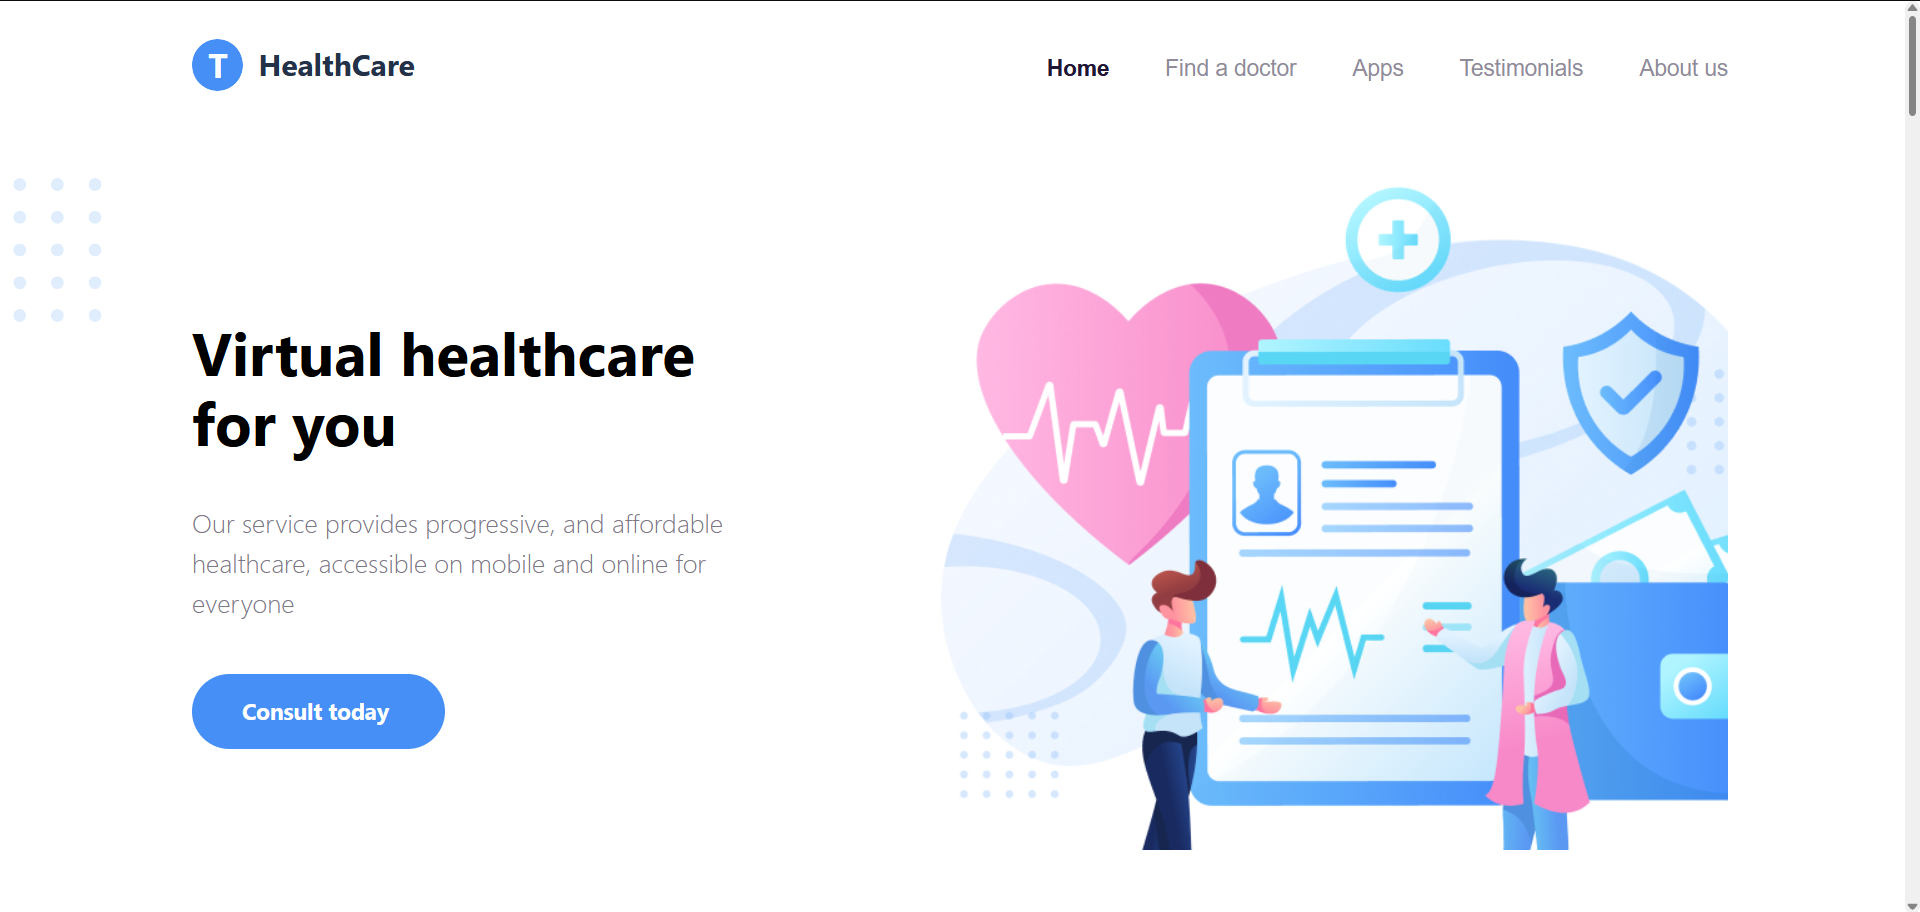 T HealthCare
Home Find a doctor Apps Testimonials About us
Virtual healthcare
for you
Our service provides progressive, and affordable
healthcare, accessible on mobile and online for
everyone
Consult today